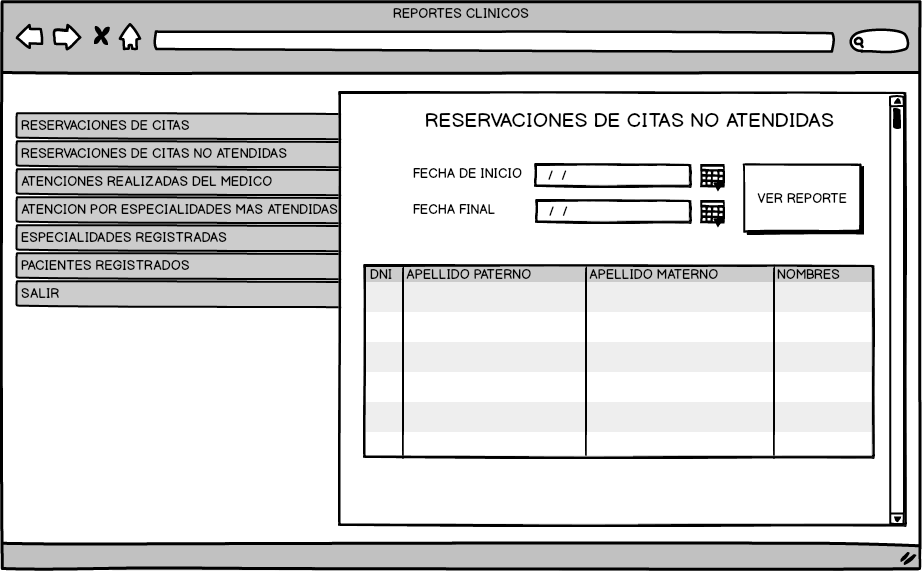 REPORTES CLINICOS
RESERVACIONES DE CITAS
RESERVACIONES DE CITAS NO ATENDIDAS
ATENCIONES REALIZADAS DEL MEDICO
ATENCION POR ESPECIALIDADES MAS ATENDIDAS
ESPECIALIDADES REGISTRADAS
PACIENTES REGISTRADOS
SALIR
RESERVACIONES DE CITAS NO ATENDIDAS
FECHA DE INICIO / /
FECHA FINAL / /
VER REPORTE
DNI APELLIDO PATERNO APELLIDO MATERNO NOMBRES